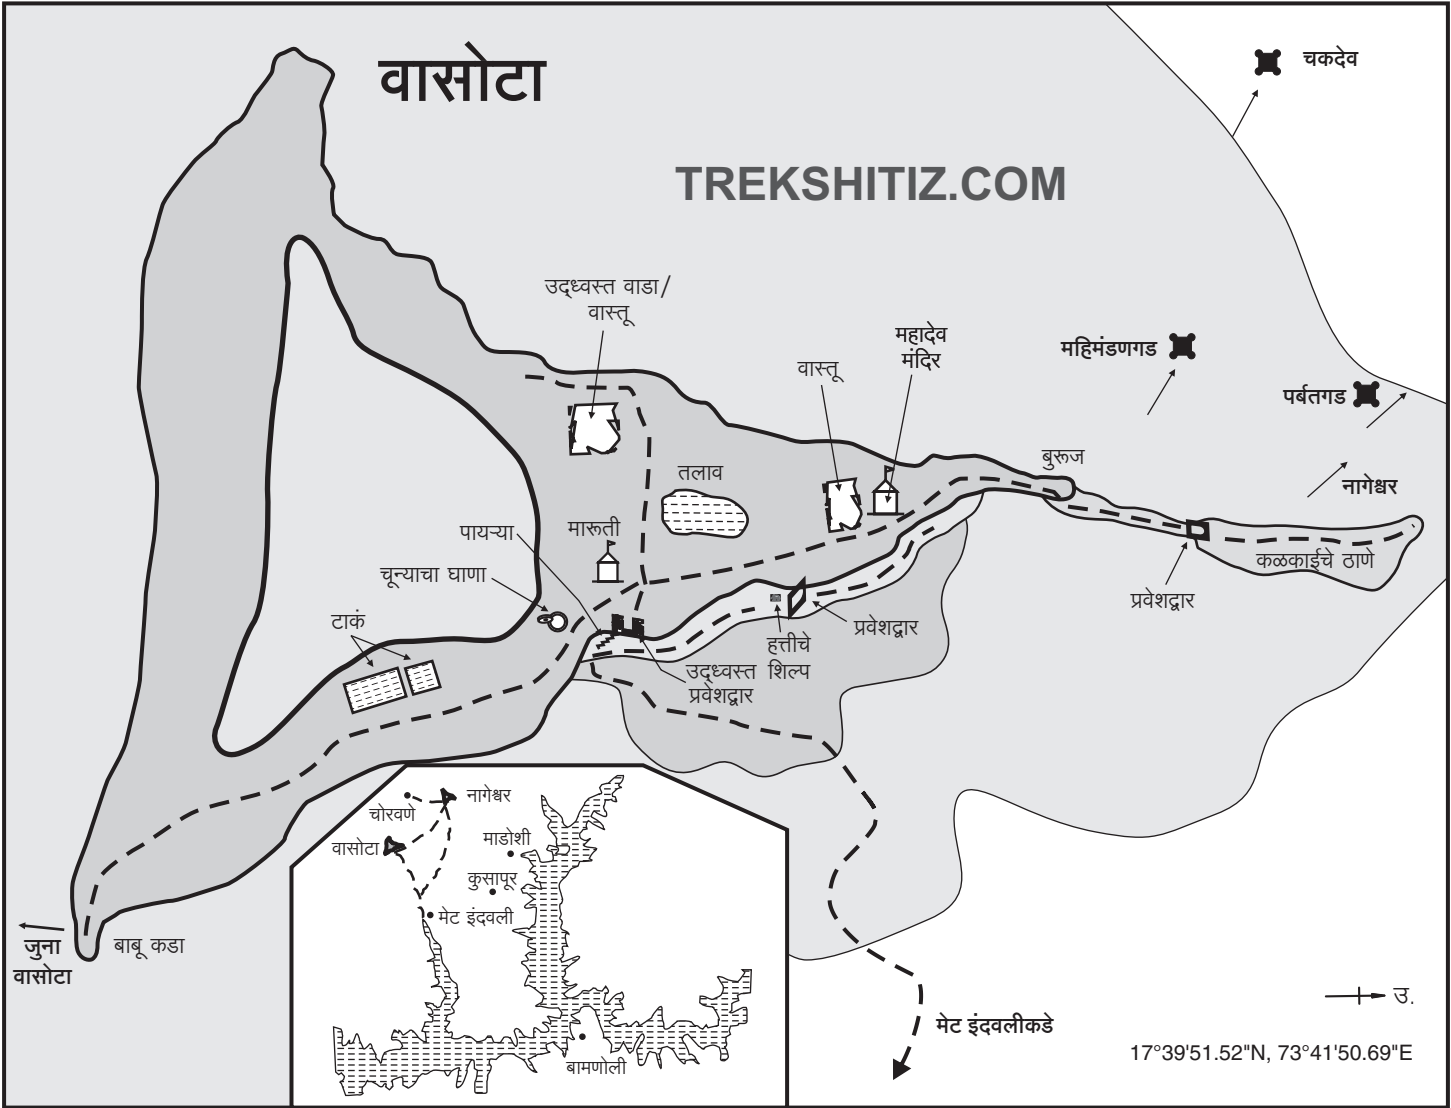 वासोटा
चकदेव
TREKSHITIZ.COM
उद्ध्वस्त वाडा/
वास्तू
महादेव
मंदिर
महिमंडणगड
वास्तू
पर्बतगड
बुरूज
तलाव
नागेश्वर
मारूती
पायऱ्या
कळकाईचे ठाणे
चून्याचा घाणा
प्रवेशद्वार
टाकं
प्रवेशद्वार
हत्तीचे
शिल्प
उद्ध्वस्त
प्रवेशद्वार
नागेश्वर
चोरवणे
माडोशी
वासोटा
कुसापूर
मेट इंदवली
बामणोली
जुना
वासोटा
बाबू कडा
उ.
मेट इंदवलीकडे
17°39'51.52"N, 73°41'50.69"E